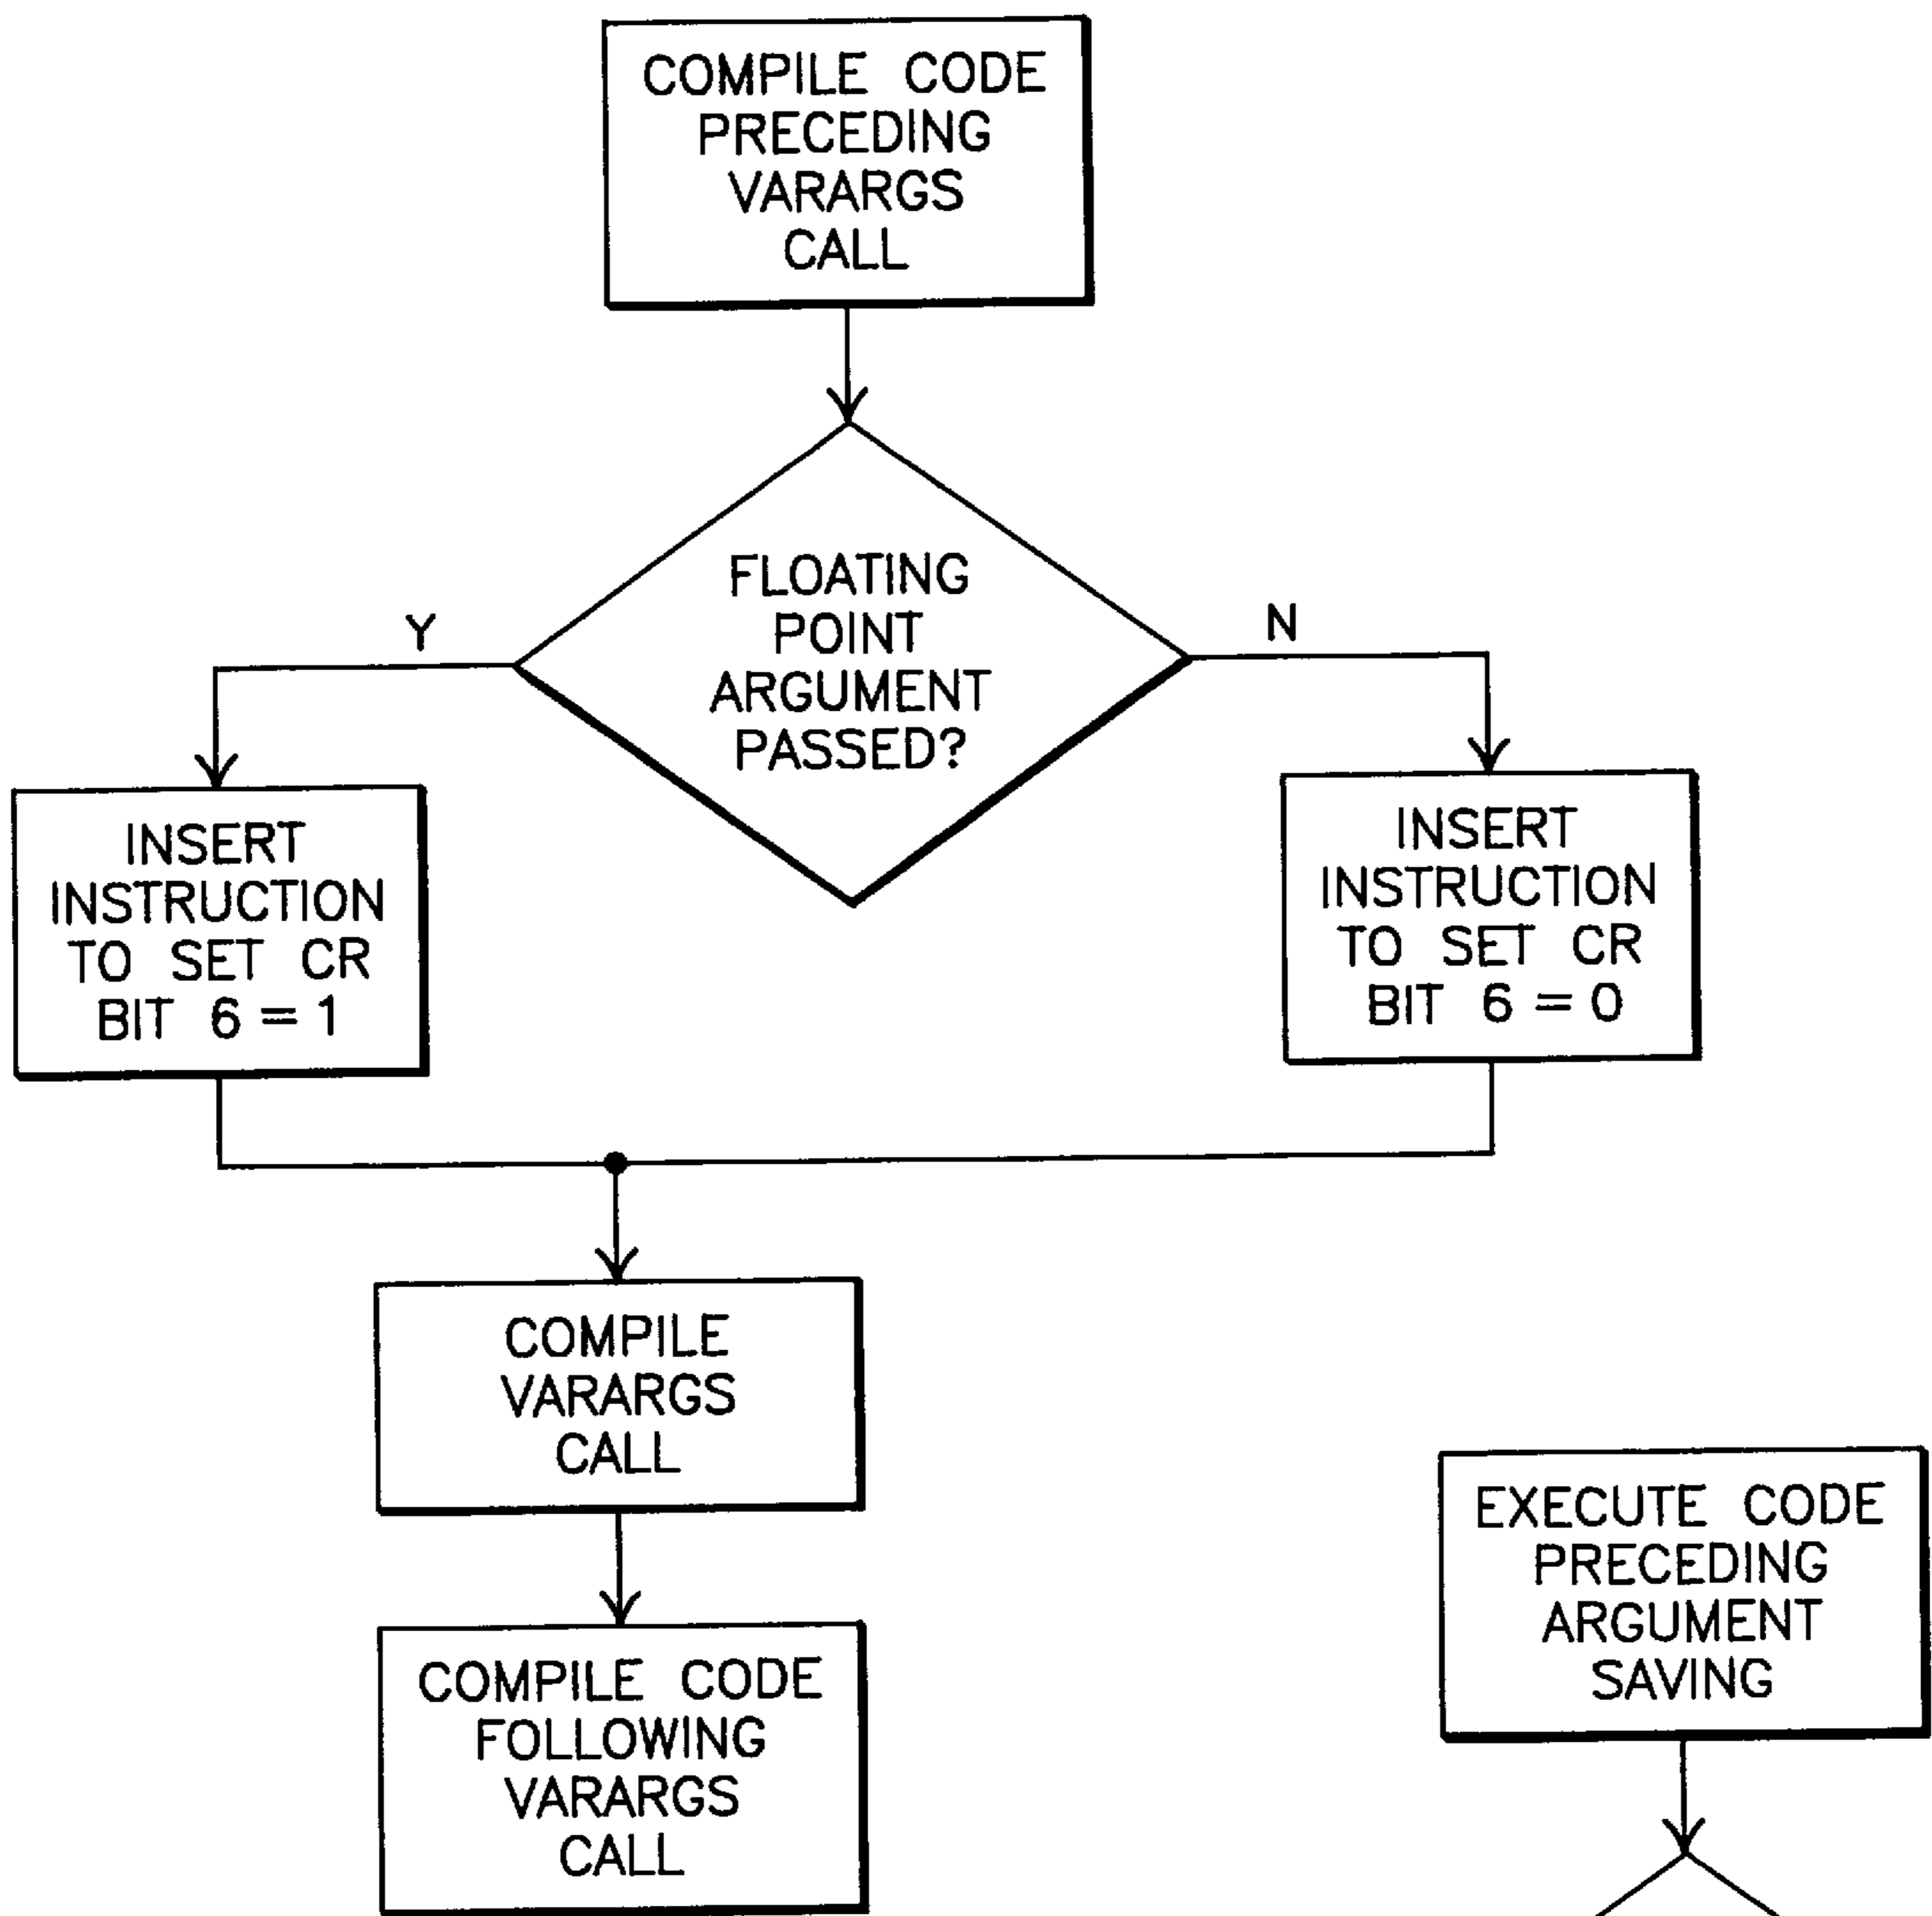 COMPILE CODE
PRECEDING
VARARGS
CALL
FLOATING
POINT
ARGUMENT
PASSED?
Y
N
INSERT
INSTRUCTION
TO SET CR
BIT 6 = 1
INSERT
INSTRUCTION
TO SET CR
BIT 6 = 0
COMPILE
VARARGS
CALL
COMPILE CODE
FOLLOWING
VARARGS
CALL
EXECUTE CODE
PRECEDING
ARGUMENT
SAVING